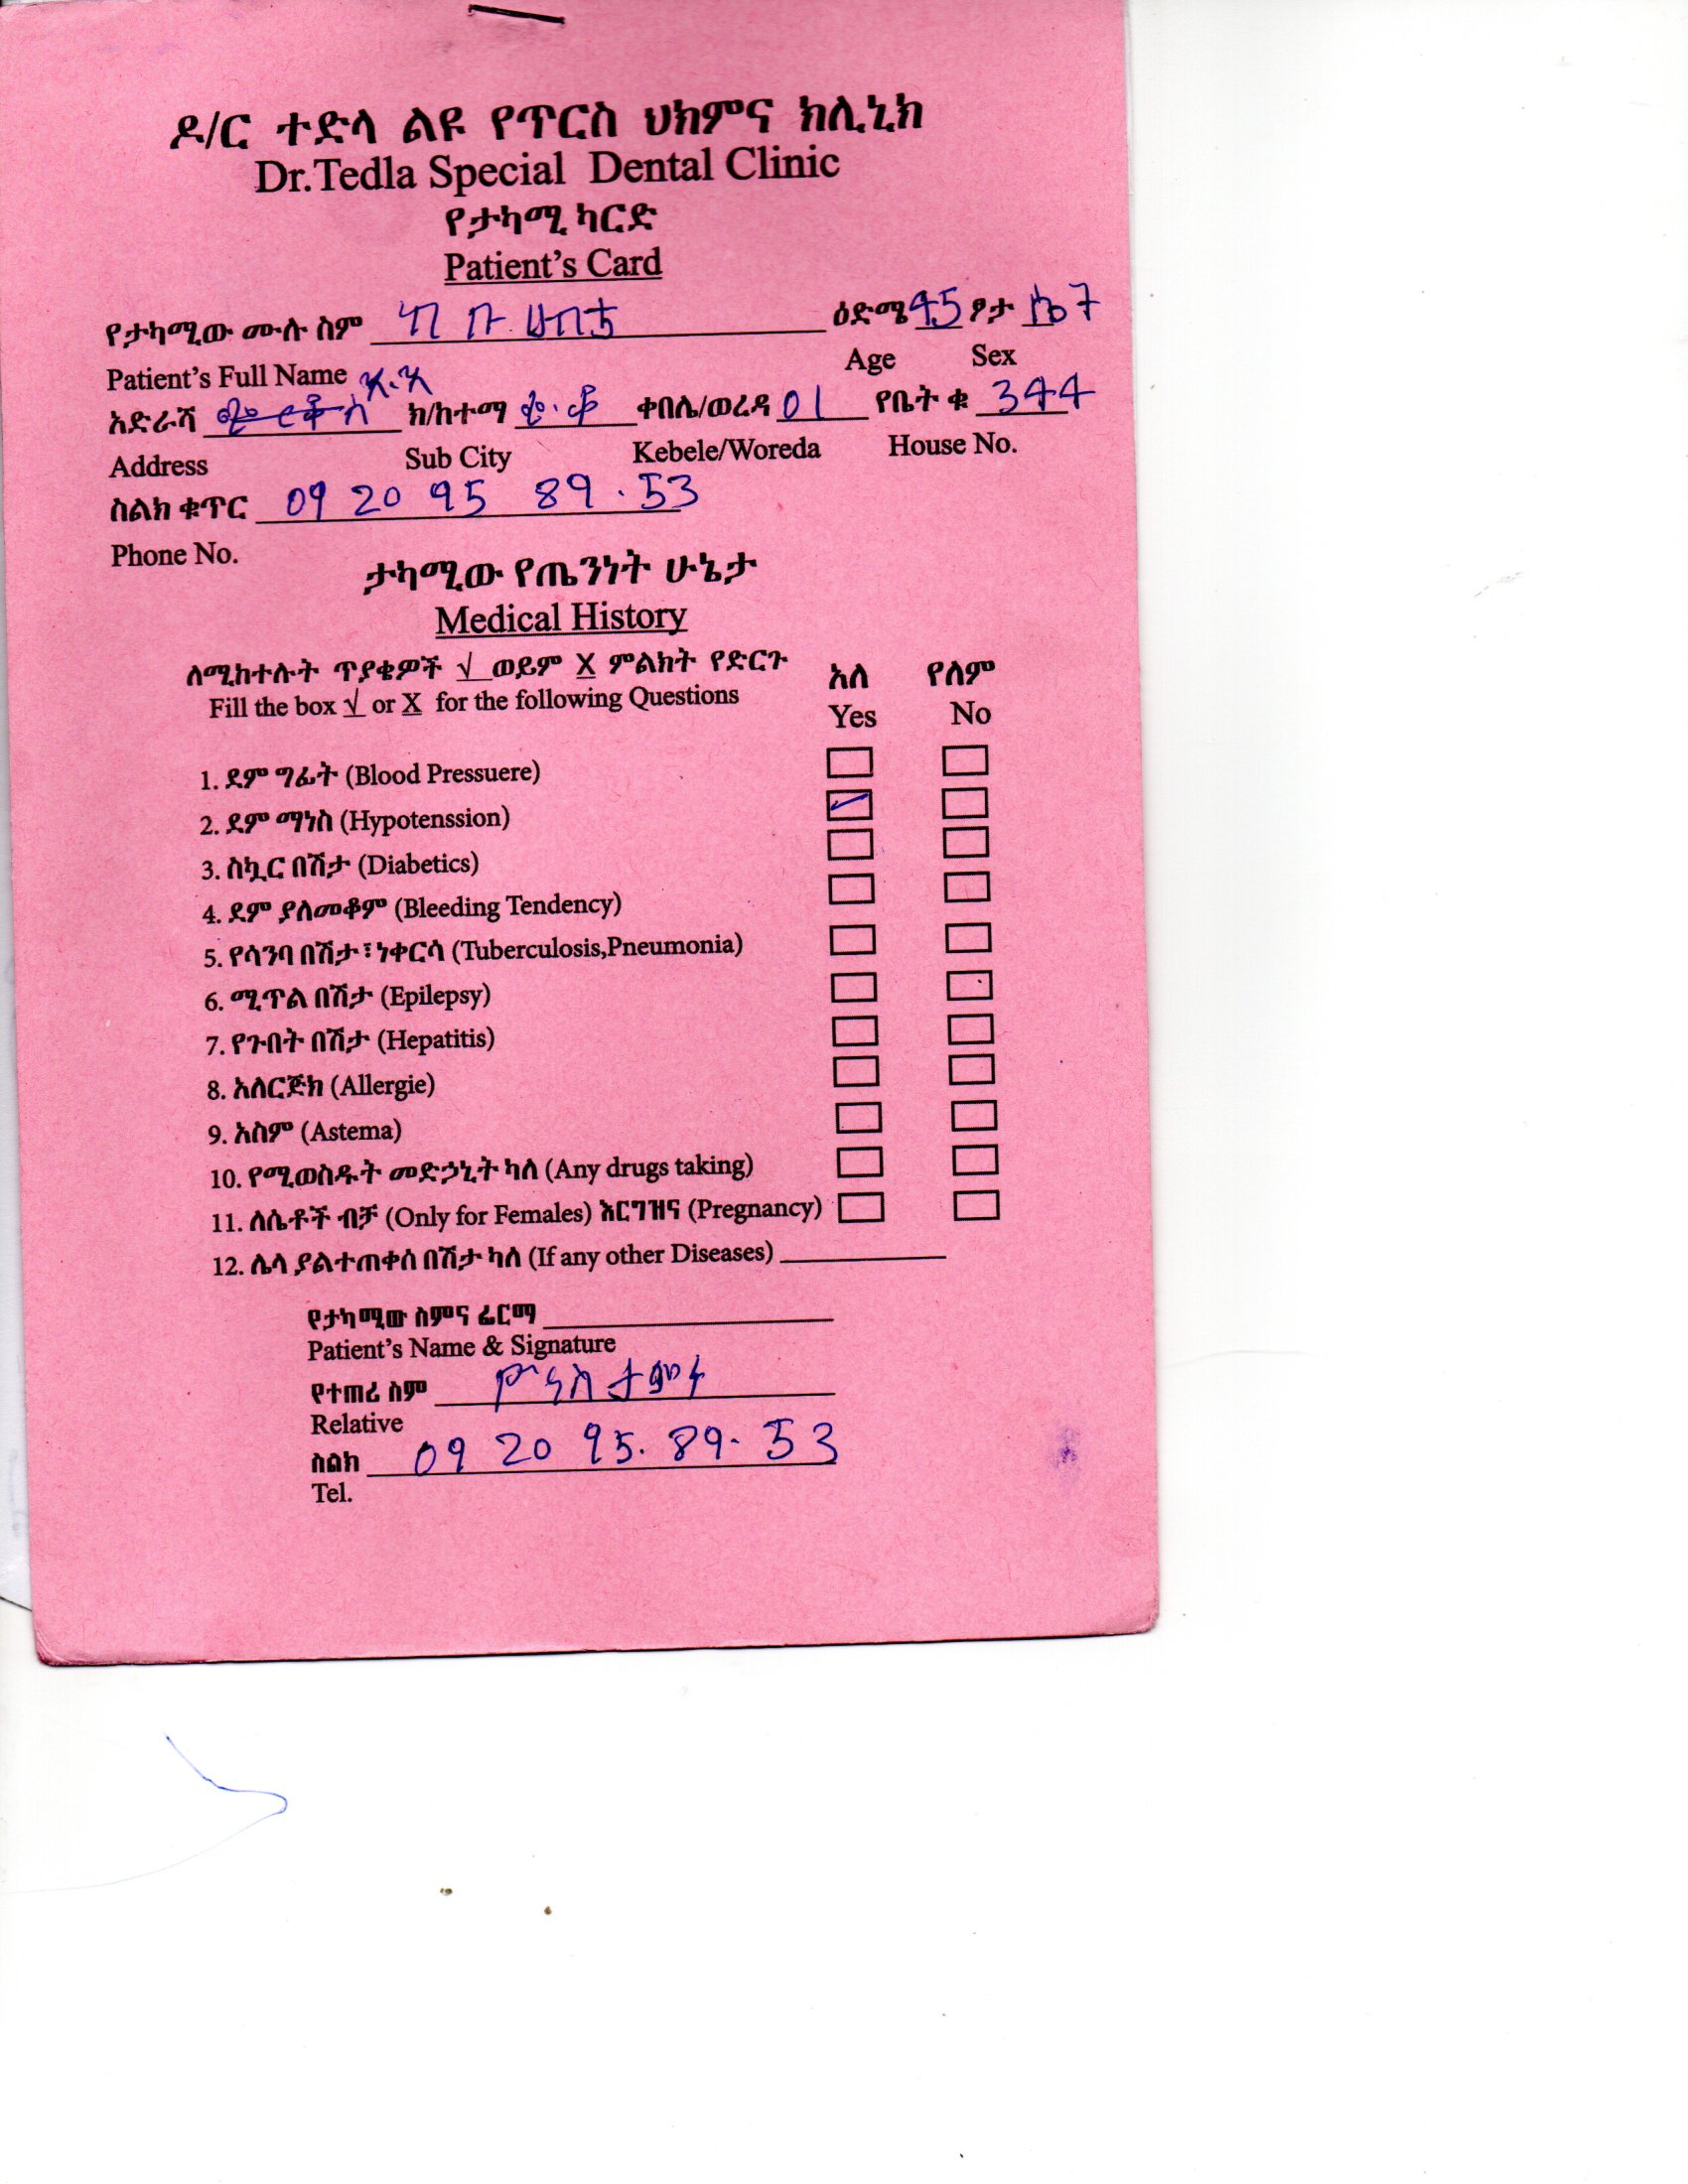 ዶ/ር ተድላ ልዩ የጥርስ ህክምና ክሊኒክ
Dr.Tedla Special Dental Clinic
የታካሚ ካርድ
Patient's Card
የታካሚው ሙሉ ስም ዕድሜ 45 ፆታ ሴት
Patient's Full Name Age Sex
አድራሻ ክ/ከተማ ቀበሌ/ወረዳ 01 የቤት ቁ 344
Address Sub City Kebele/Woreda House No.
ስልክ ቁጥር 09 20 95 89.53
Phone No.
ታካሚው የጤንነት ሁኔታ
Medical History
ለሚከተሉት ጥያቄዎች √ ወይም X ምልክት የድርጉ አለ የለም
Fill the box √ or X for the following Questions Yes No
1. ደም ግፊት (Blood Pressuere)
2. ደም ማነስ (Hypotenssion) ✓
3. ስኳር በሽታ (Diabetics)
4. ደም ያለመቆም (Bleeding Tendency)
5. የሳንባ በሽታ፣ ነቀርሳ (Tuberculosis,Pneumonia)
6. ሚጥል በሽታ (Epilepsy)
7. የጉበት በሽታ (Hepatitis)
8. አለርጅክ (Allergie)
9. አስም (Astema)
10. የሚወስዱት መድኃኒት ካለ (Any drugs taking)
11. ለሴቶች ብቻ (Only for Females) እርግዝና (Pregnancy)
12. ሌላ ያልተጠቀሰ በሽታ ካለ (If any other Diseases)
የታካሚው ስምና ፊርማ
Patient's Name & Signature
የተጠሪ ስም ዮናስ
Relative
ስልክ 09 20 95.89.53
Tel.